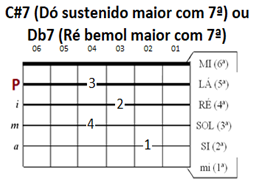 C#7 (Dó sustenido maior com 7ª) ou
Db7 (Ré bemol maior com 7ª)
06 05 04 03 02 01
MI (6ª)
P 3 LÁ (5ª)
i 2 RÉ (4ª)
m 4 SOL (3ª)
a 1 SI (2ª)
mi (1ª)